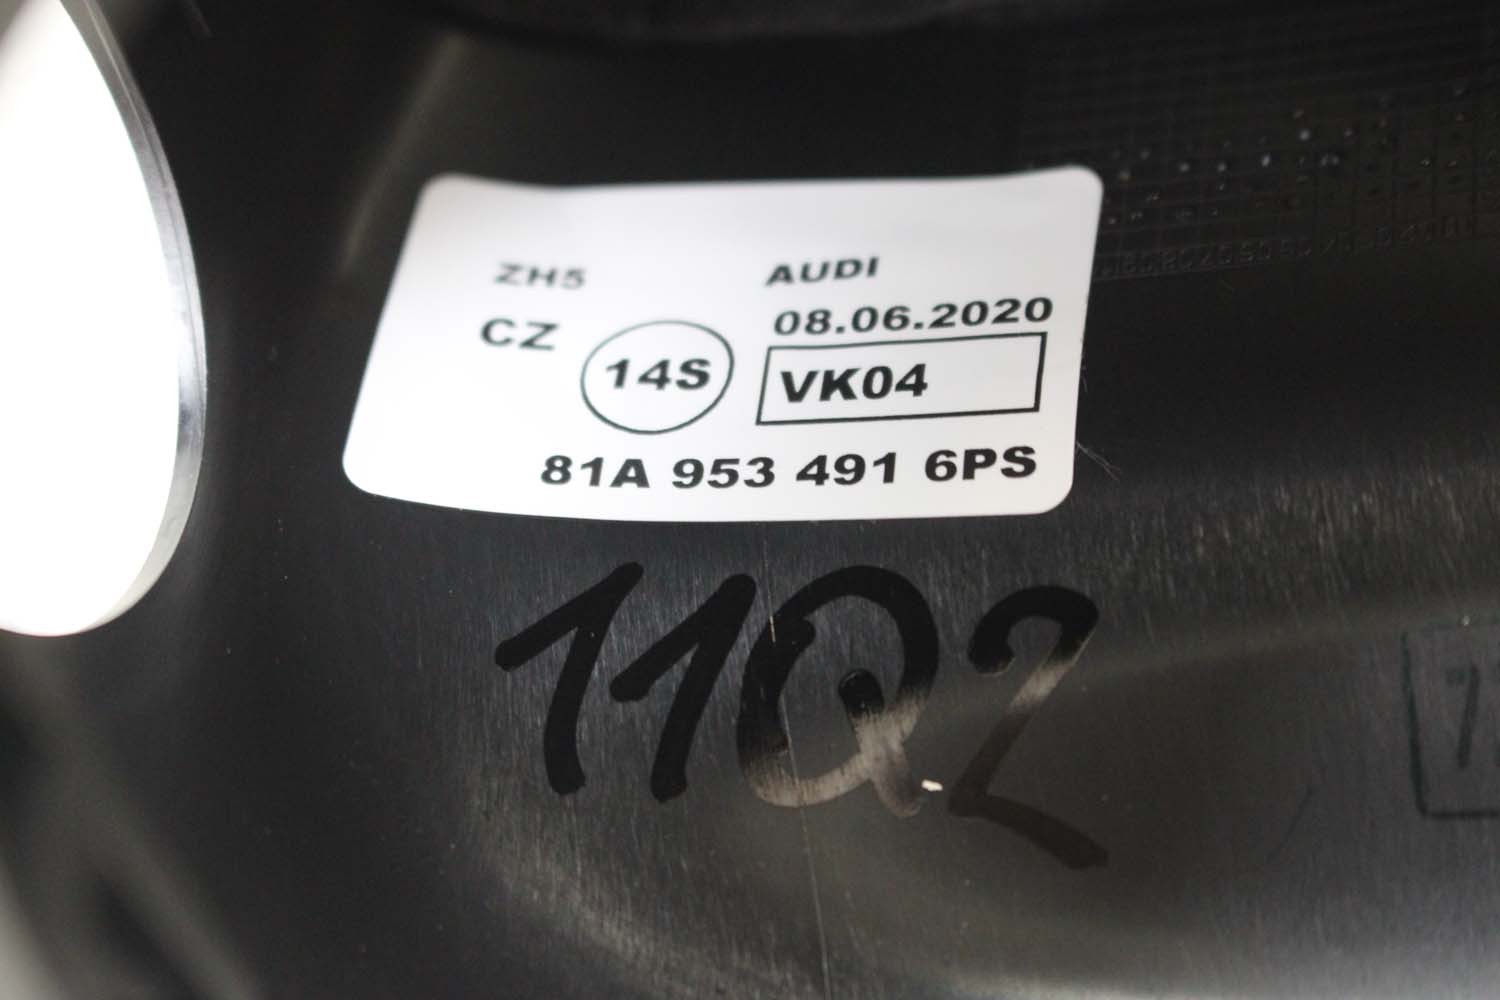 ZH5 AUDI
CZ 14S 08.06.2020
VK04
81A 953 491 6PS
11Q2